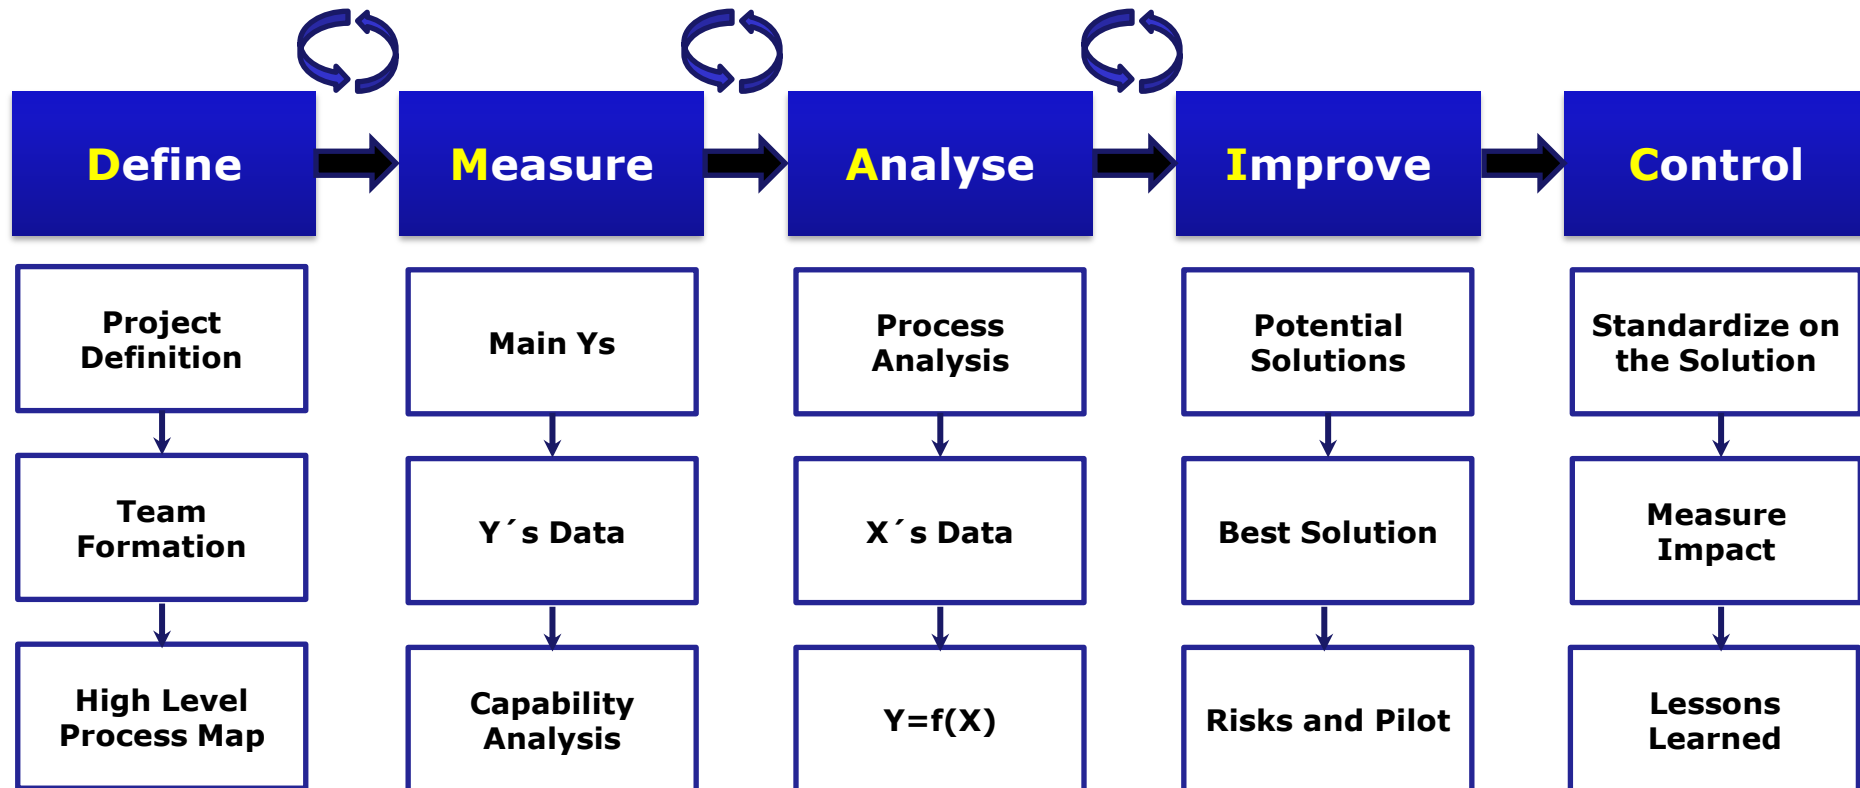 Define
Measure
Analyse
Improve
Control
Project
Definition
Main Ys
Process
Analysis
Potential
Solutions
Standardize on
the Solution
Team
Formation
Y´s Data
X´s Data
Best Solution
Measure
Impact
High Level
Process Map
Capability
Analysis
Y=f(X)
Risks and Pilot
Lessons
Learned